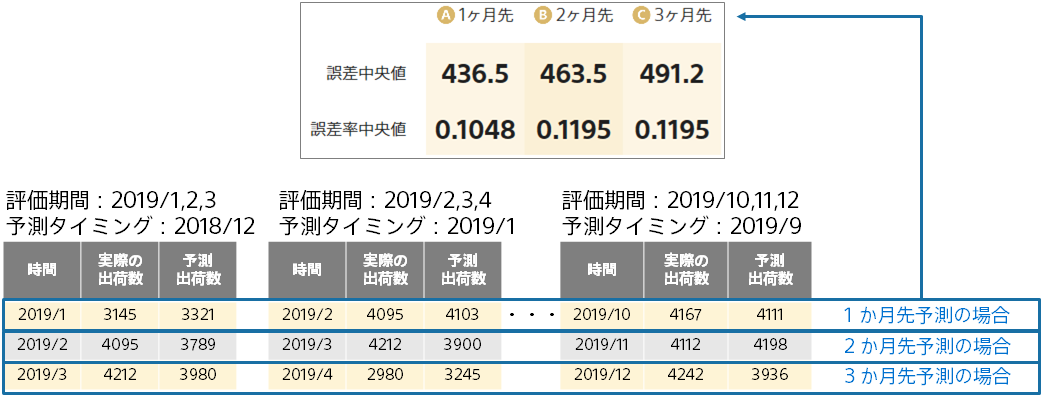 A 1ヶ月先 B 2ヶ月先 C 3ヶ月先
誤差中央値 436.5 463.5 491.2
誤差率中央値 0.1048 0.1195 0.1195
評価期間：2019/1,2,3
予測タイミング：2018/12
時間 実際の出荷数 予測出荷数
2019/1 3145 3321
2019/2 4095 3789
2019/3 4212 3980
評価期間：2019/2,3,4
予測タイミング：2019/1
時間 実際の出荷数 予測出荷数
2019/2 4095 4103
2019/3 4212 3900
2019/4 2980 3245
・・・
評価期間：2019/10,11,12
予測タイミング：2019/9
時間 実際の出荷数 予測出荷数
2019/10 4167 4111
2019/11 4112 4198
2019/12 4242 3936
1か月先予測の場合
2か月先予測の場合
3か月先予測の場合